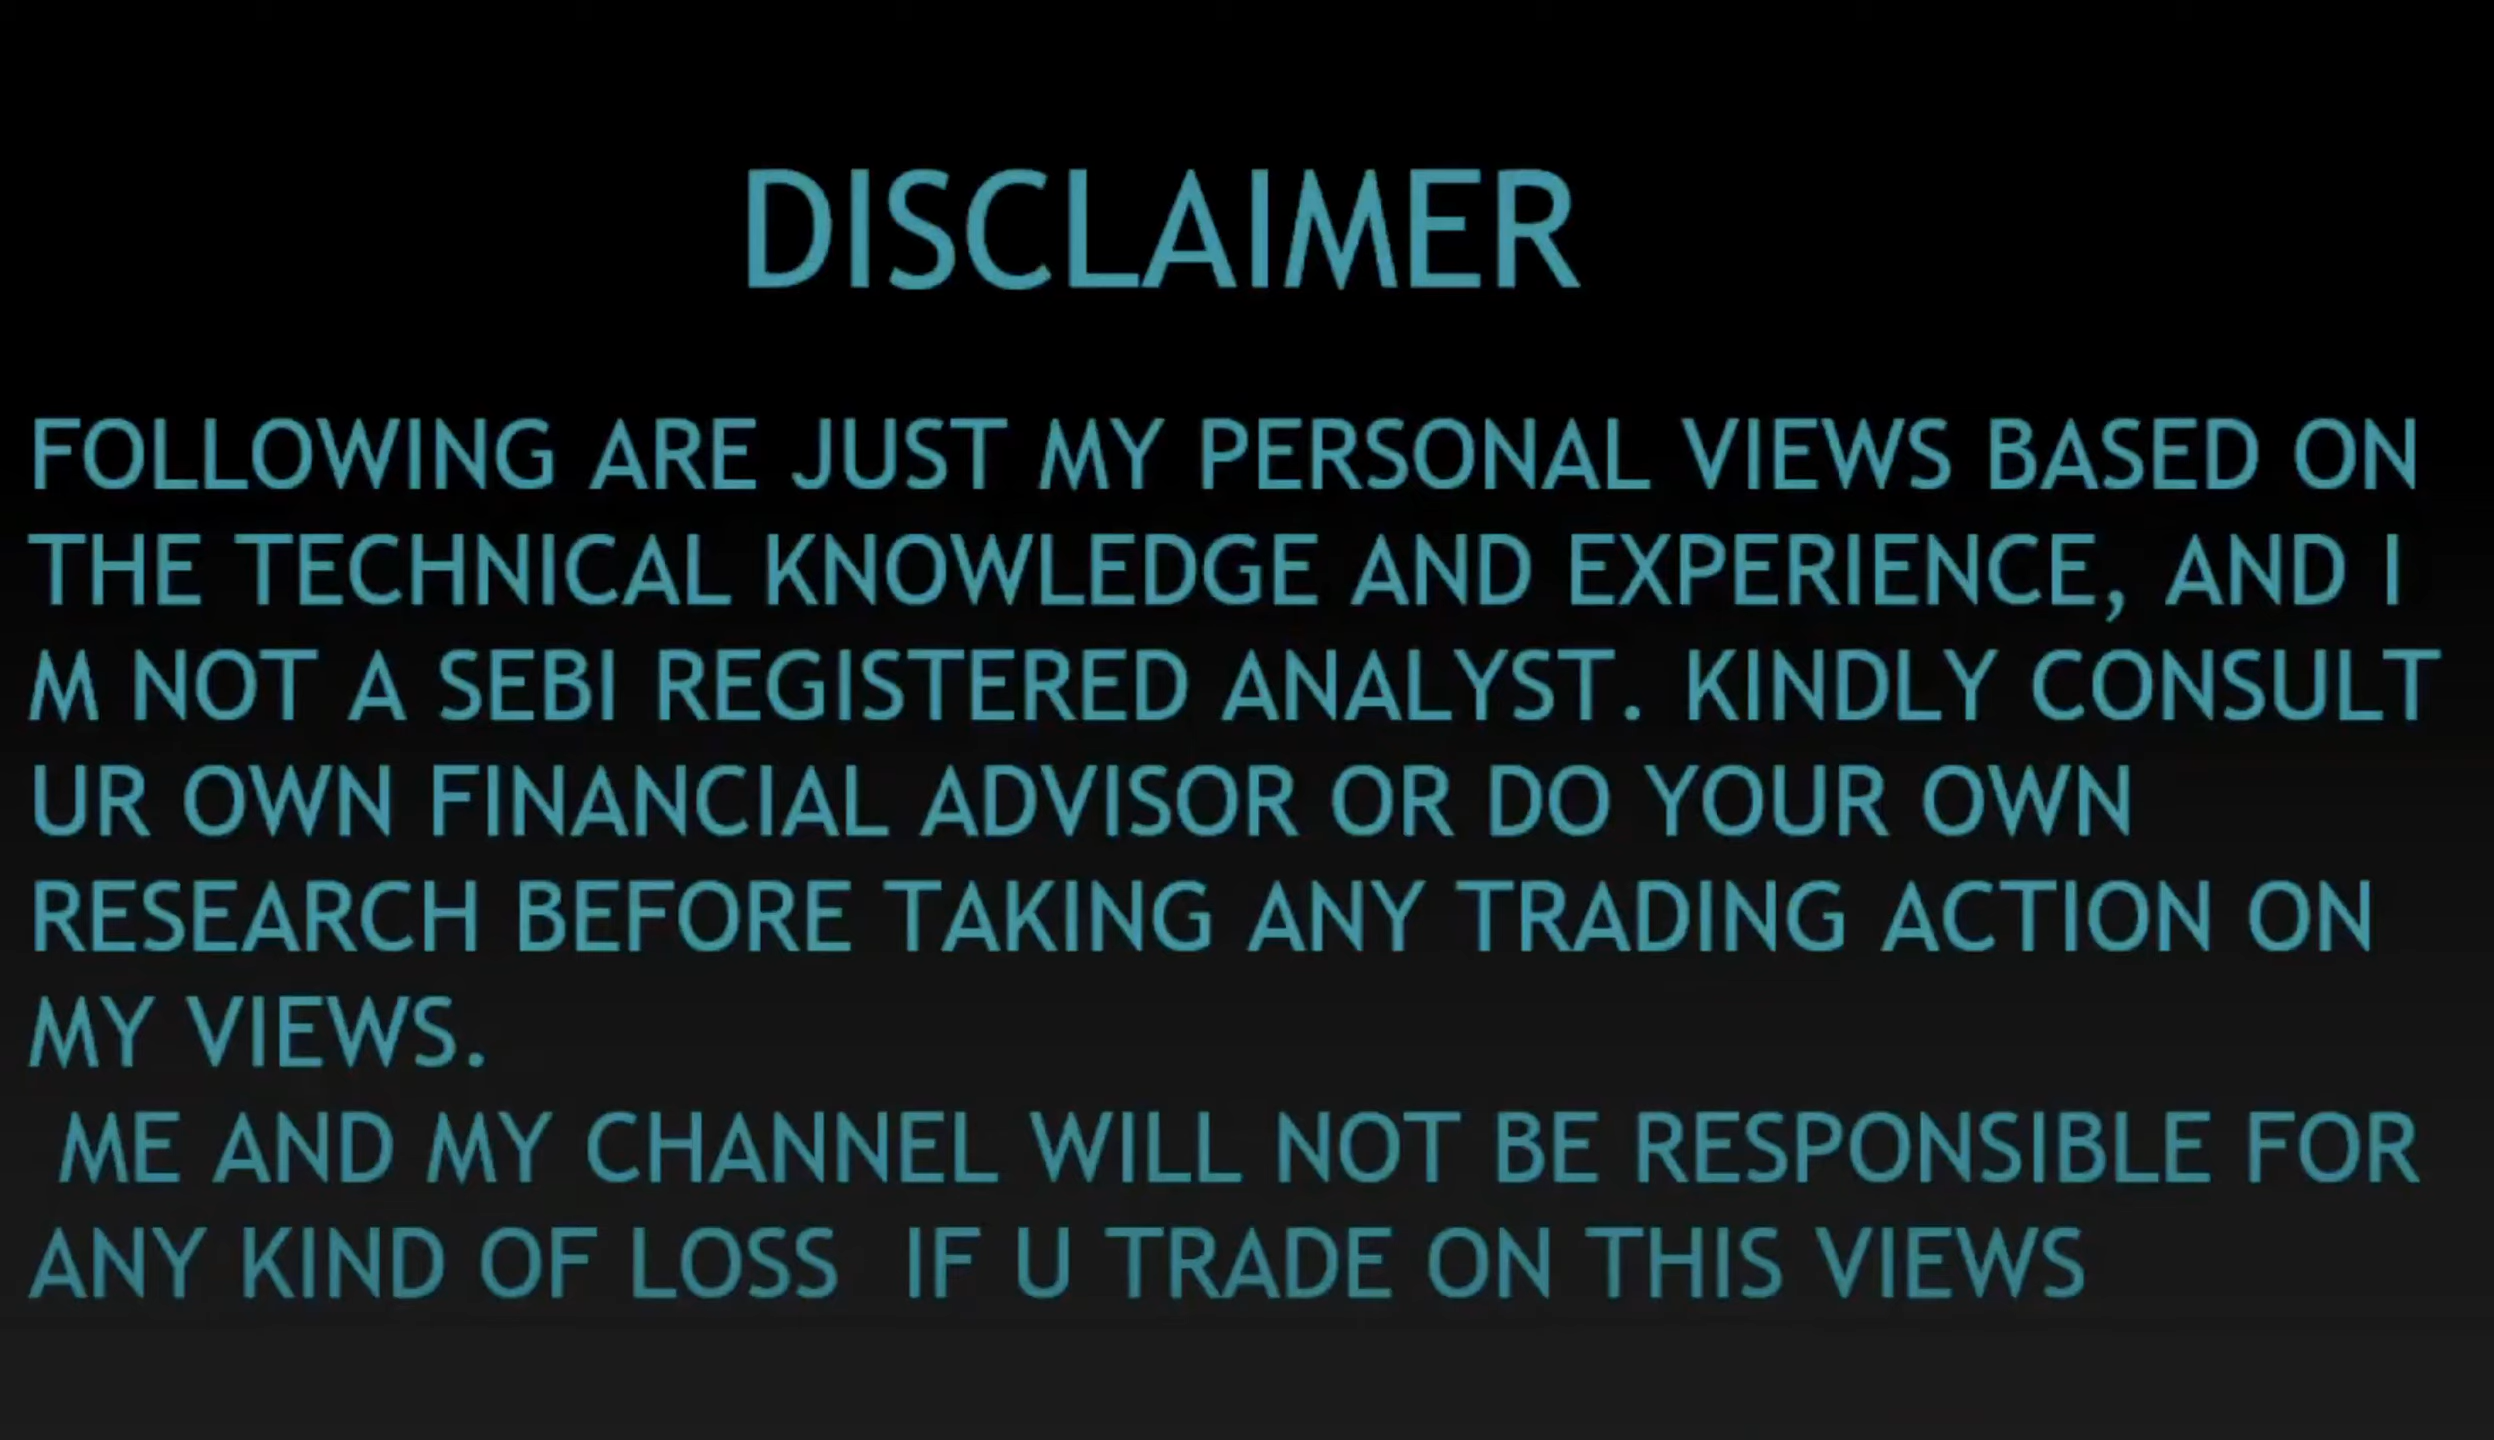 DISCLAIMER
FOLLOWING ARE JUST MY PERSONAL VIEWS BASED ON
THE TECHNICAL KNOWLEDGE AND EXPERIENCE, AND I
M NOT A SEBI REGISTERED ANALYST. KINDLY CONSULT
UR OWN FINANCIAL ADVISOR OR DO YOUR OWN
RESEARCH BEFORE TAKING ANY TRADING ACTION ON
MY VIEWS.
ME AND MY CHANNEL WILL NOT BE RESPONSIBLE FOR
ANY KIND OF LOSS  IF U TRADE ON THIS VIEWS